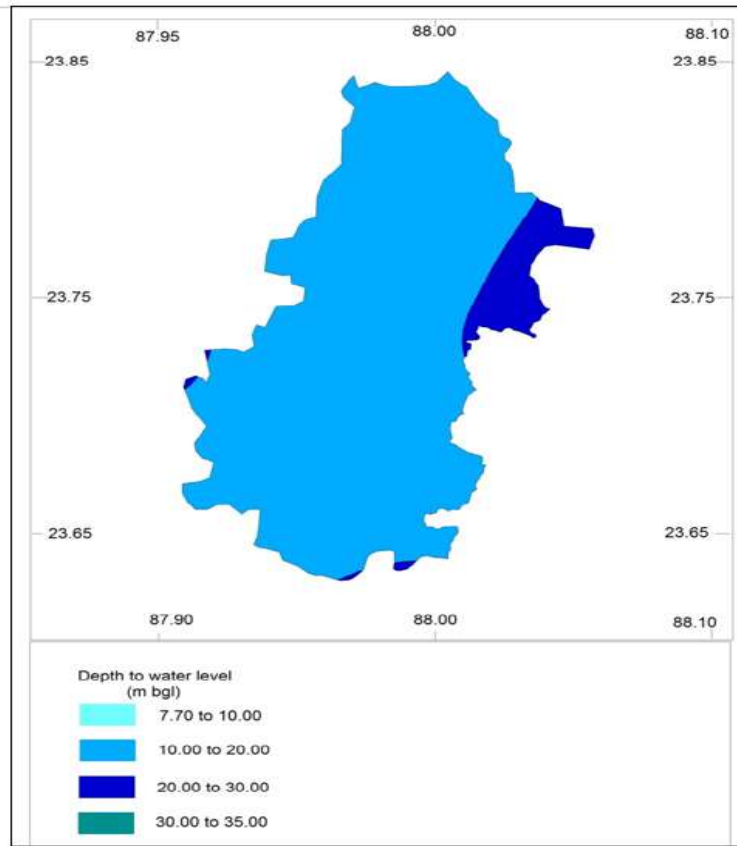 87.95 88.00 88.10
23.85 23.85
23.75 23.75
23.65 23.65
87.90 88.00 88.10
Depth to water level
(m bgl)
7.70 to 10.00
10.00 to 20.00
20.00 to 30.00
30.00 to 35.00